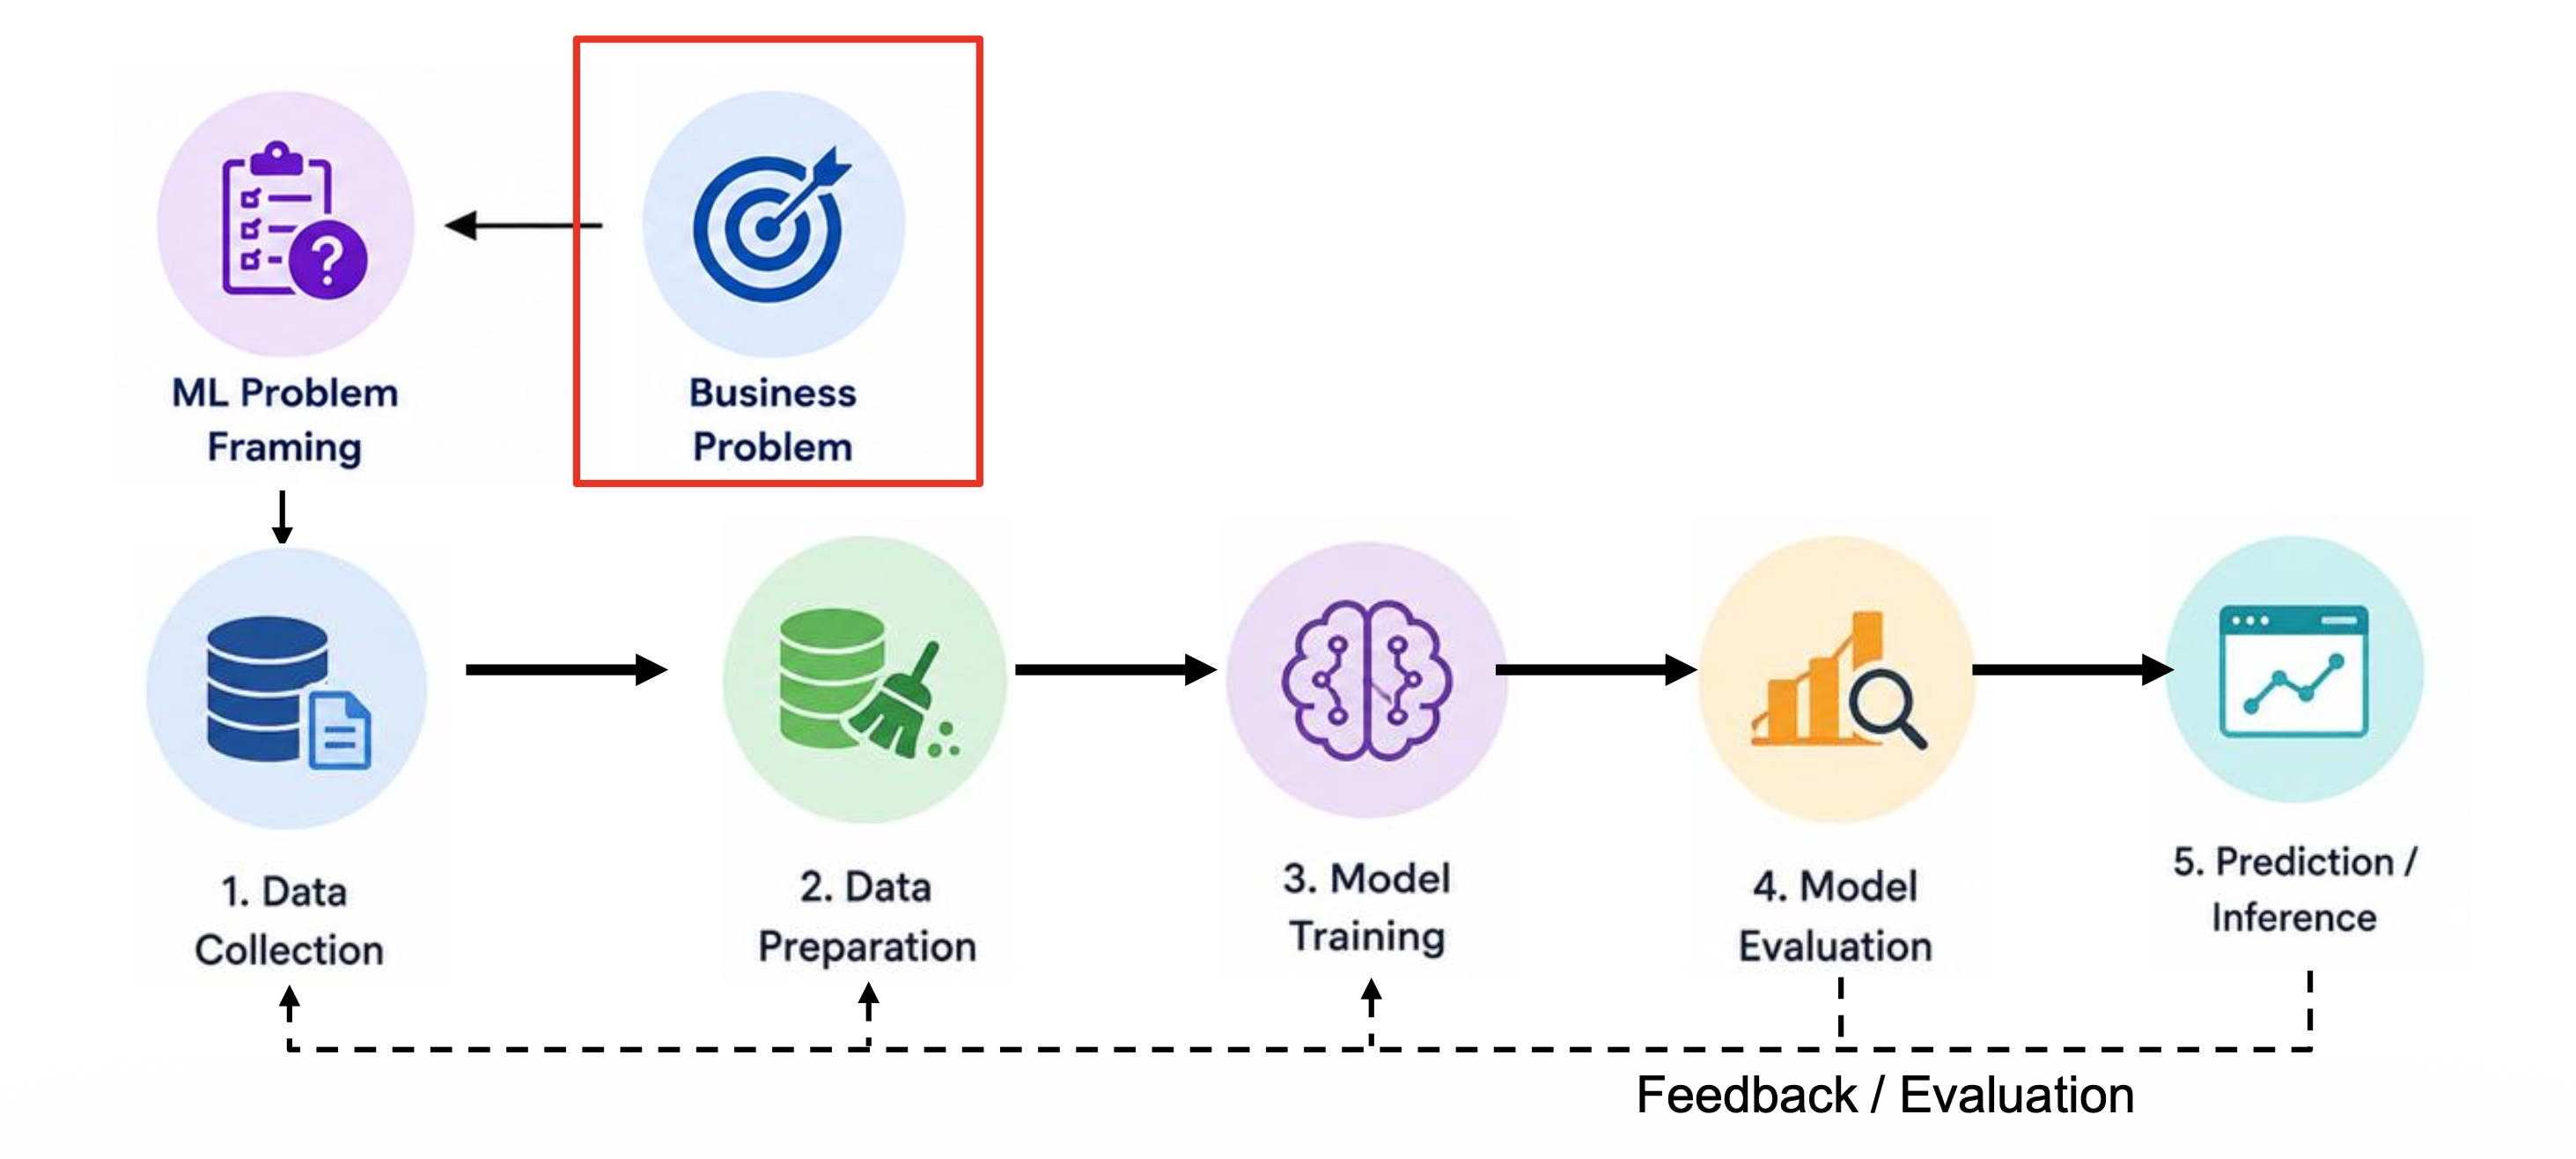 ML Problem
Framing
Business
Problem
?
1. Data
Collection
2. Data
Preparation
3. Model
Training
4. Model
Evaluation
5. Prediction /
Inference
Feedback / Evaluation